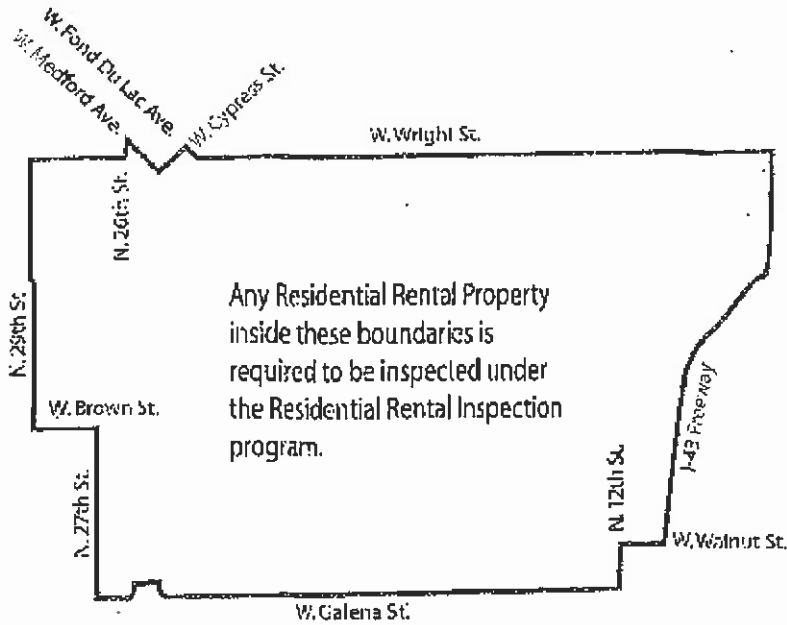 W. Fond Du Lac Ave.
W. Medford Ave.
W. Cypress St.
W. Wright St.
N. 26th St.
N. 29th St.
Any Residential Rental Property
inside these boundaries is
required to be inspected under
the Residential Rental Inspection
program.
I-43 Freeway
W. Brown St.
N. 27th St.
N. 12th St.
W. Walnut St.
W. Galena St.